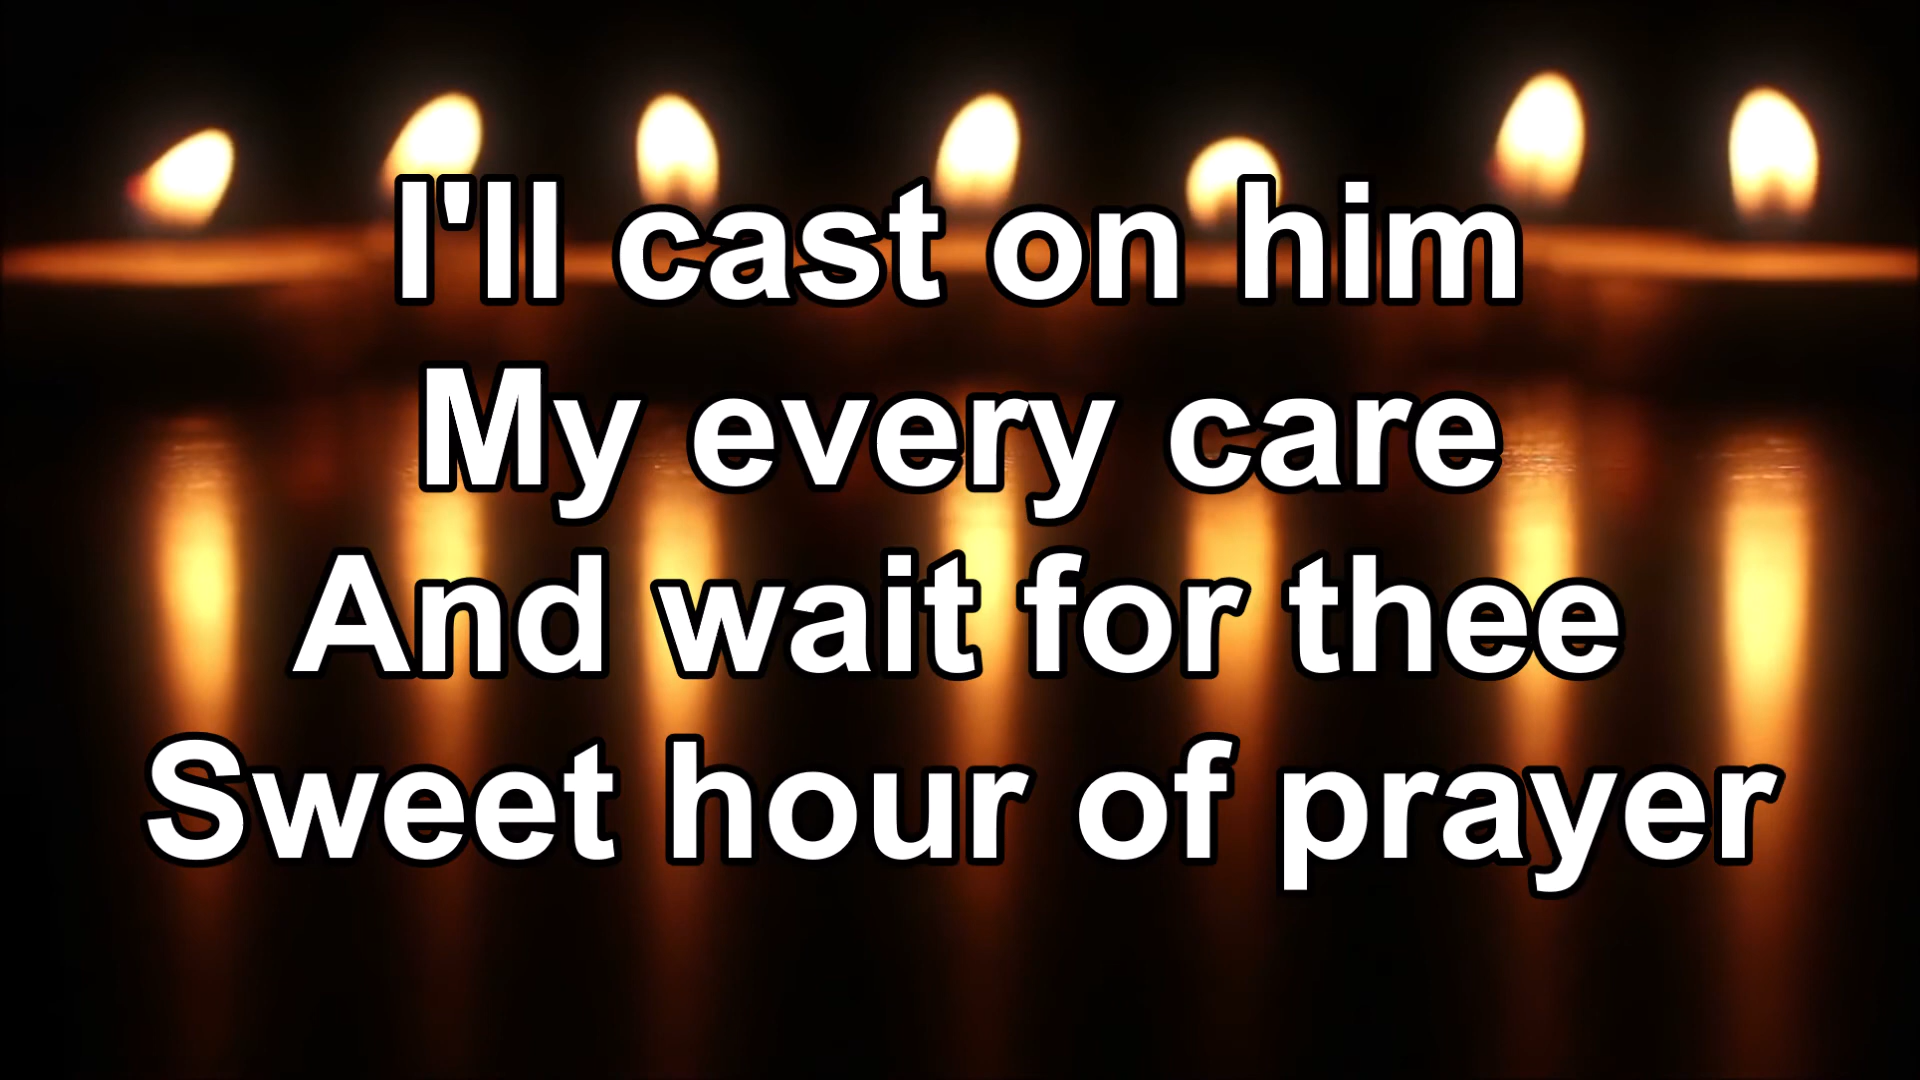 I'll cast on him
My every care
And wait for thee
Sweet hour of prayer